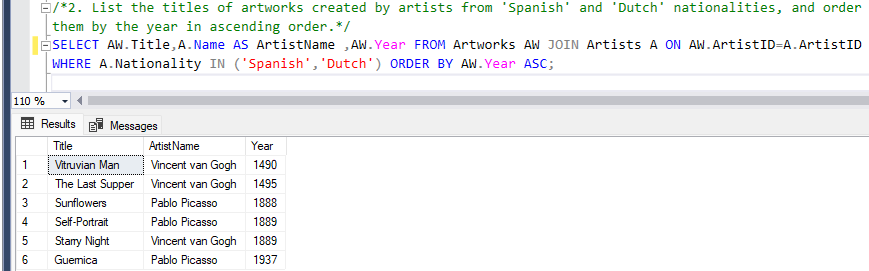 /*2. List the titles of artworks created by artists from 'Spanish' and 'Dutch' nationalities, and order
them by the year in ascending order.*/
SELECT AW.Title,A.Name AS ArtistName ,AW.Year FROM Artworks AW JOIN Artists A ON AW.ArtistID=A.ArtistID
WHERE A.Nationality IN ('Spanish','Dutch') ORDER BY AW.Year ASC;
110 %
Results Messages
Title ArtistName Year
1 Vitruvian Man Vincent van Gogh 1490
2 The Last Supper Vincent van Gogh 1495
3 Sunflowers Pablo Picasso 1888
4 Self-Portrait Pablo Picasso 1889
5 Starry Night Vincent van Gogh 1889
6 Guernica Pablo Picasso 1937